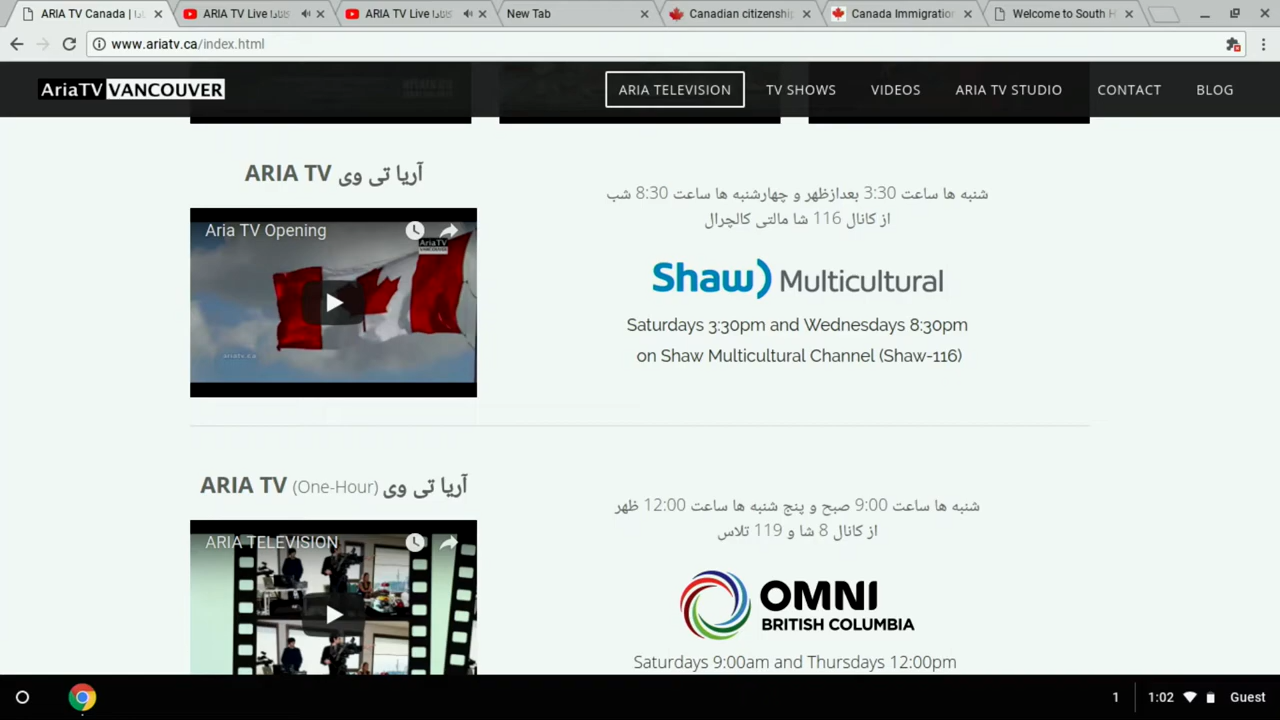 ARIA TV Canada |
ARIA TV Live
ARIA TV Live
New Tab
Canadian citizenship
Canada Immigration
Welcome to South H
www.ariatv.ca/index.html
AriaTV VANCOUVER
ARIA TELEVISION
TV SHOWS
VIDEOS
ARIA TV STUDIO
CONTACT
BLOG
ARIA TV آریا تی وی
Aria TV Opening
AriaTV
VANCOUVER
ariatv.ca
شنبه ها ساعت 3:30 بعدازظهر و چهارشنبه ها ساعت 8:30 شب
از کانال 116 شا مالتی کالچرال
Shaw) Multicultural
Saturdays 3:30pm and Wednesdays 8:30pm
on Shaw Multicultural Channel (Shaw-116)
ARIA TV (One-Hour) آریا تی وی
ARIA TELEVISION
شنبه ها ساعت 9:00 صبح و پنج شنبه ها ساعت 12:00 ظهر
از کانال 8 شا و 119 تلاس
OMNI
BRITISH COLUMBIA
Saturdays 9:00am and Thursdays 12:00pm
1
1:02
Guest